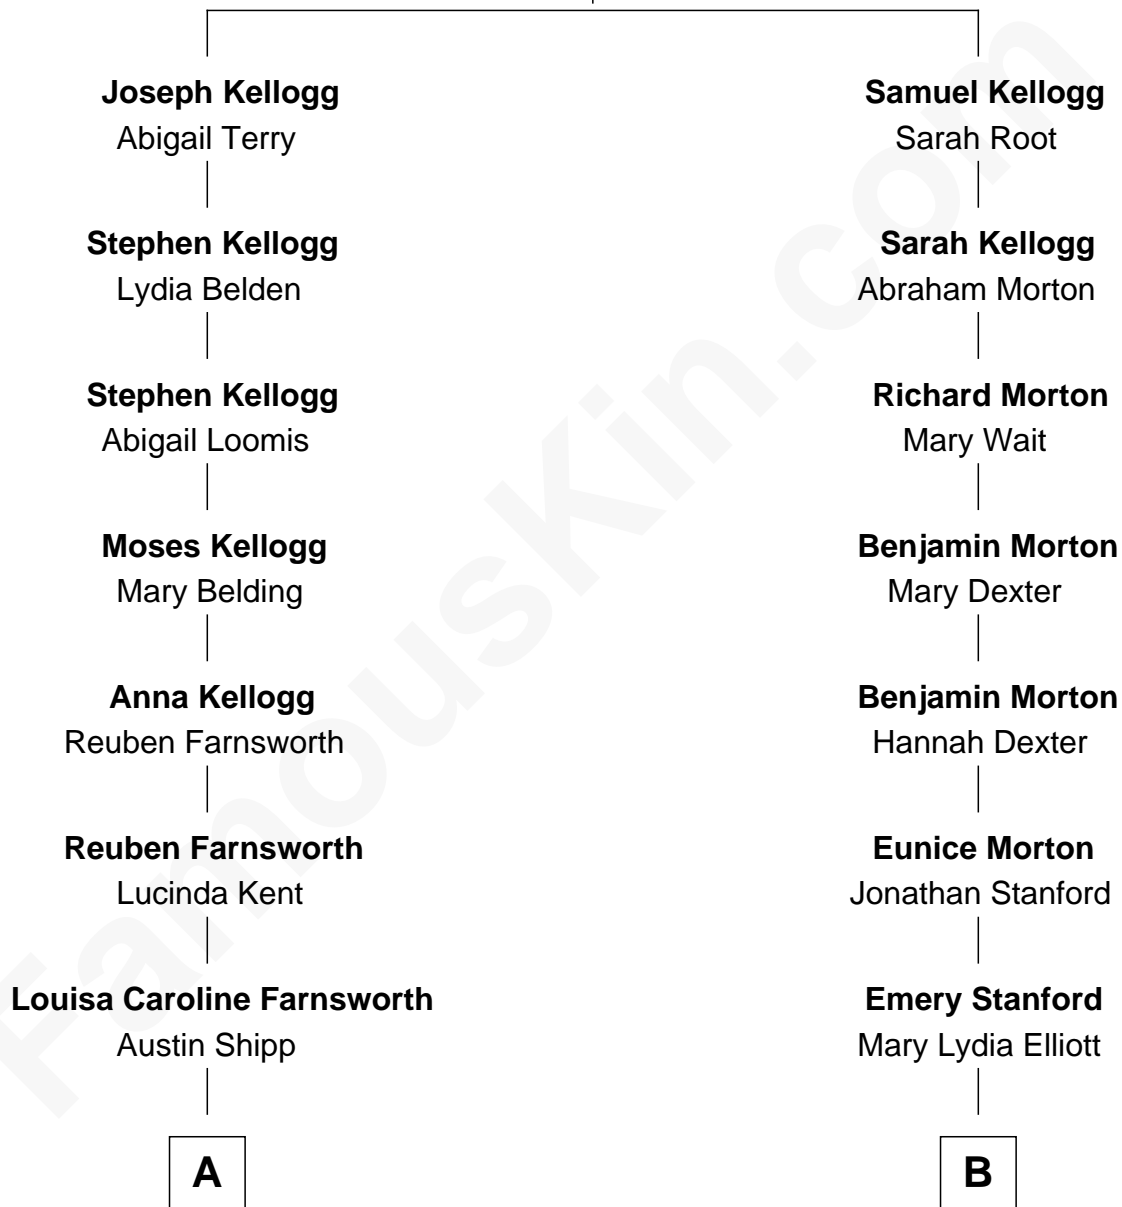 Joseph Kellogg
Abigail Terry
Samuel Kellogg
Sarah Root
Stephen Kellogg
Lydia Belden
Sarah Kellogg
Abraham Morton
Stephen Kellogg
Abigail Loomis
Richard Morton
Mary Wait
Moses Kellogg
Mary Belding
Benjamin Morton
Mary Dexter
Anna Kellogg
Reuben Farnsworth
Benjamin Morton
Hannah Dexter
Reuben Farnsworth
Lucinda Kent
Eunice Morton
Jonathan Stanford
Louisa Caroline Farnsworth
Austin Shipp
Emery Stanford
Mary Lydia Elliott
A
B
FamousKin.com